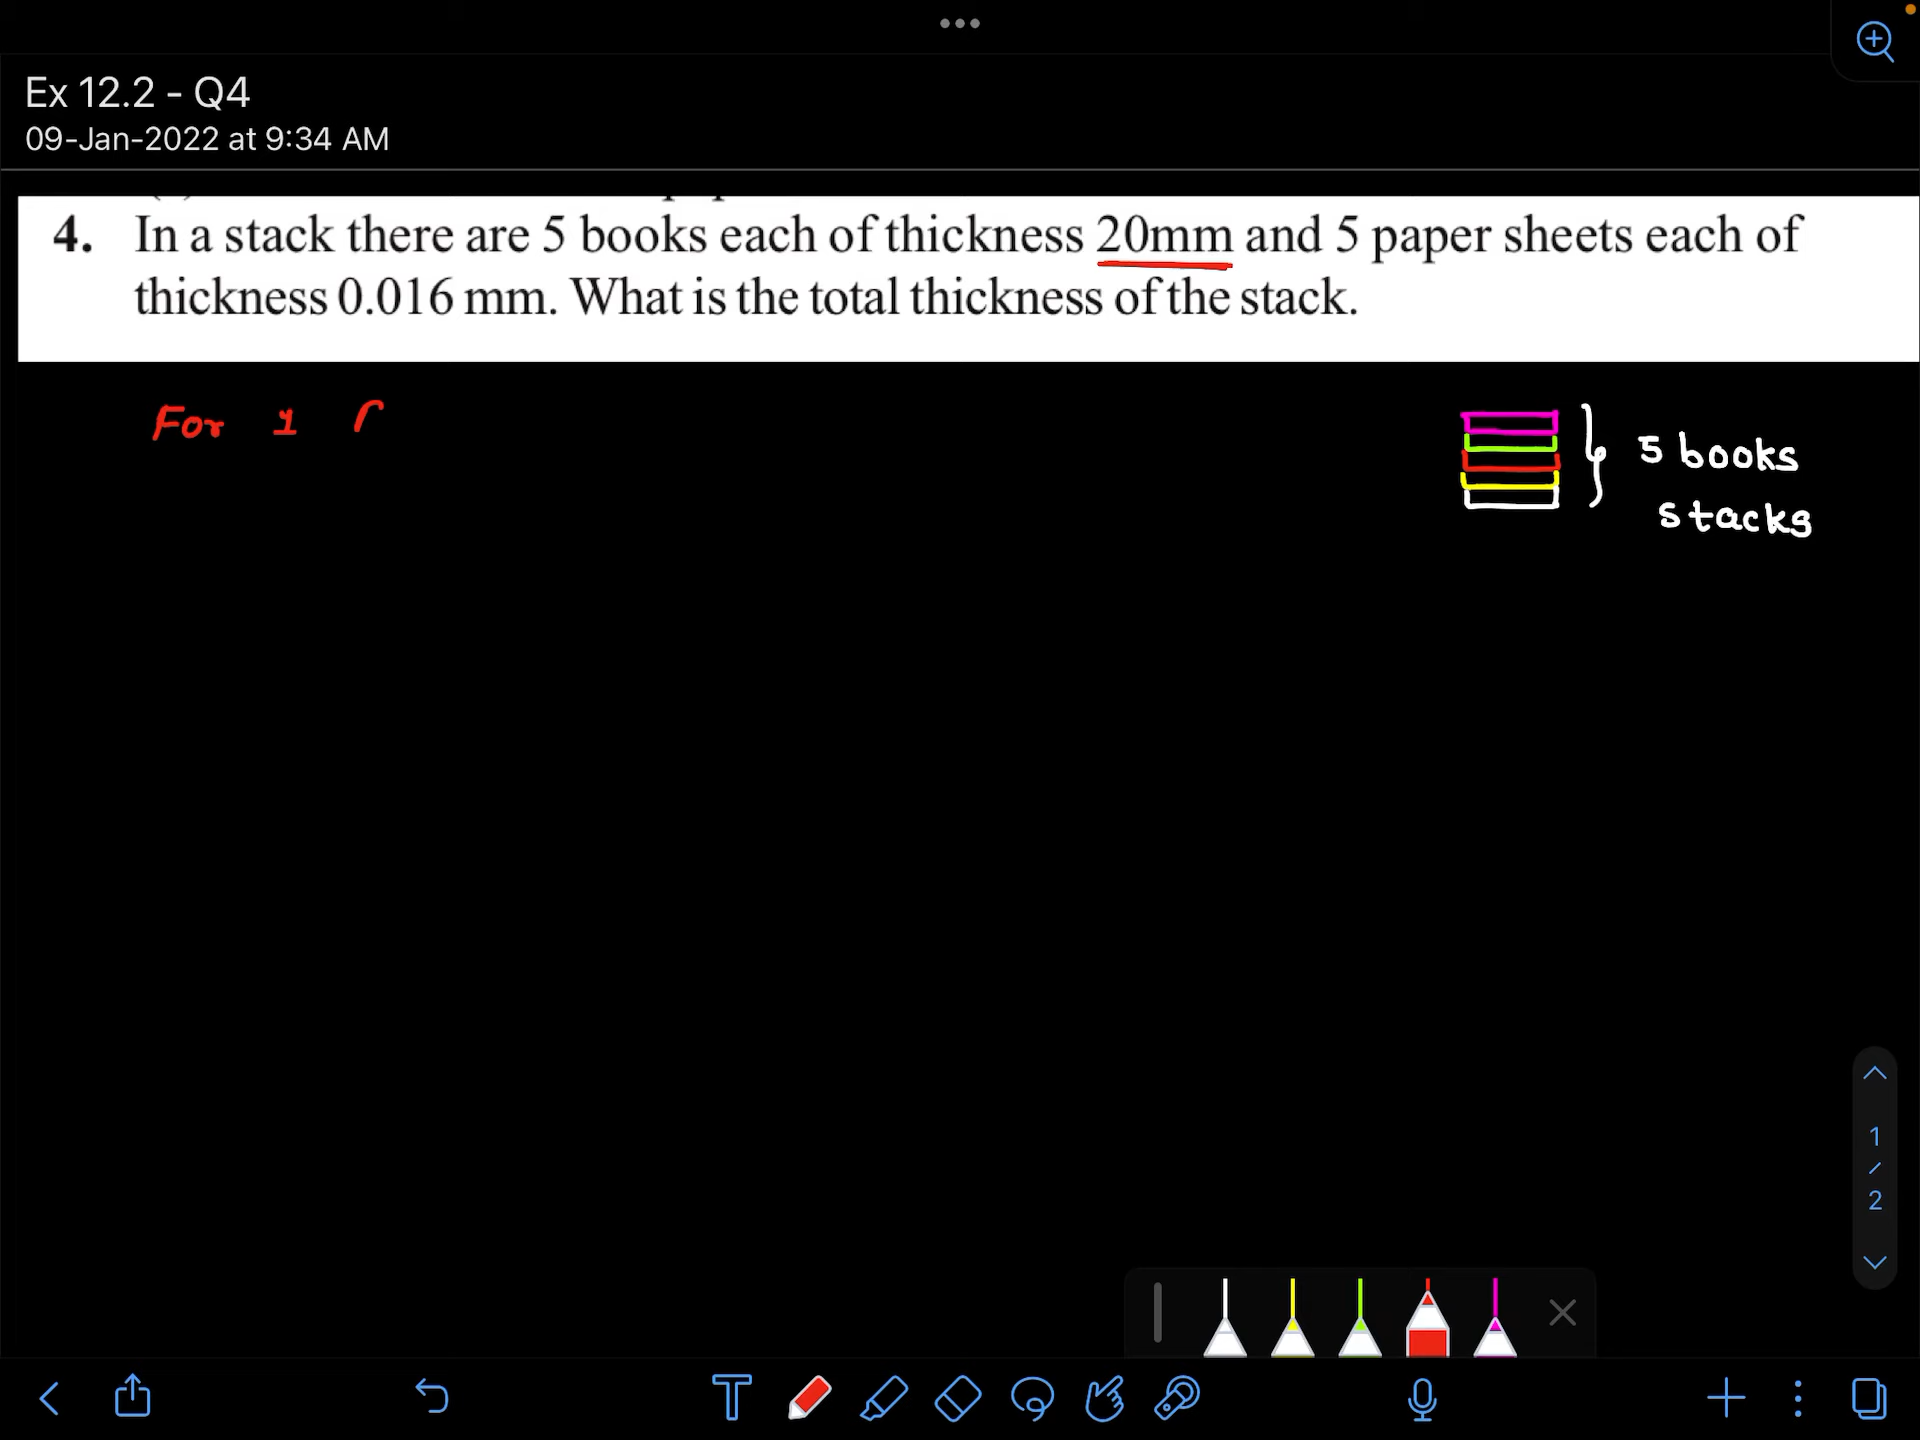 Ex 12.2 - Q4
09-Jan-2022 at 9:34 AM
4. In a stack there are 5 books each of thickness 20mm and 5 paper sheets each of
thickness 0.016 mm. What is the total thickness of the stack.
For 1
5 books
stacks
1
/
2